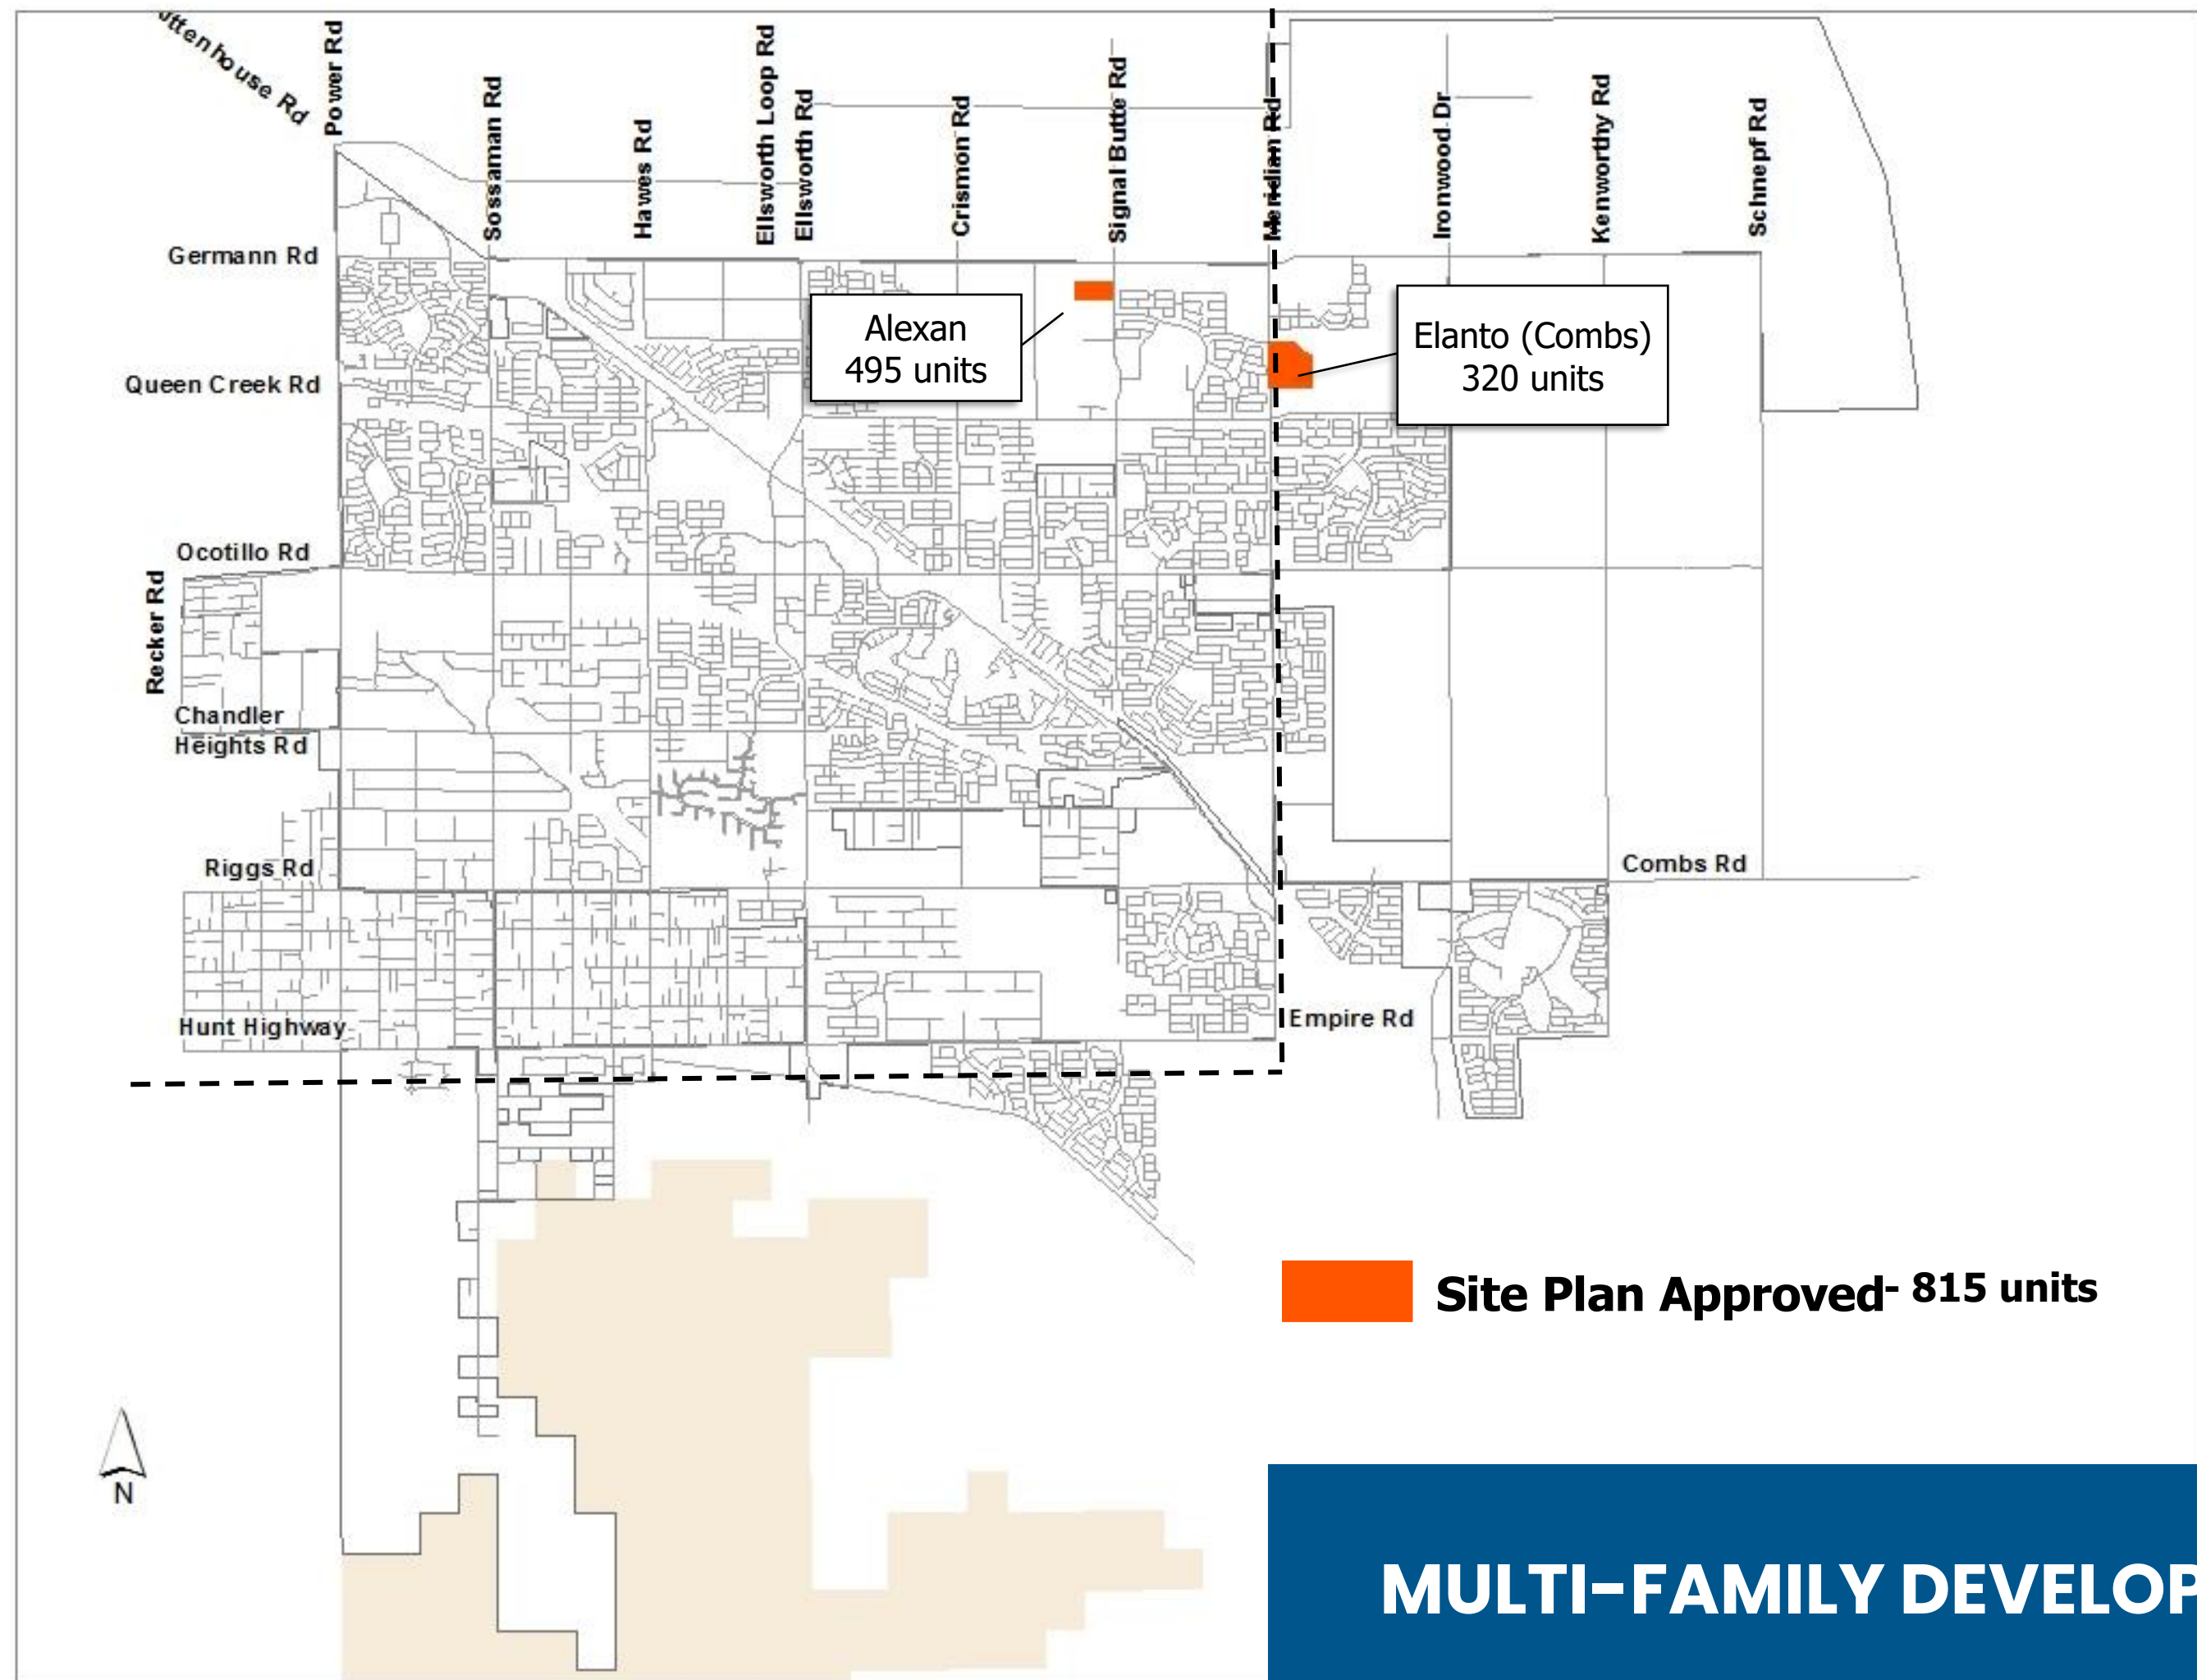 Power Rd
Sossaman Rd
Hawes Rd
Ellsworth Loop Rd
Ellsworth Rd
Crismon Rd
Signal Butte Rd
Meridian Rd
Ironwood Dr
Kenworthy Rd
Schnepf Rd
Germann Rd
Alexan
495 units
Elanto (Combs)
320 units
Queen Creek Rd
Ocotillo Rd
Recker Rd
Chandler
Heights Rd
Riggs Rd
Combs Rd
Hunt Highway
Empire Rd
Site Plan Approved- 815 units
N
MULTI-FAMILY DEVELOP